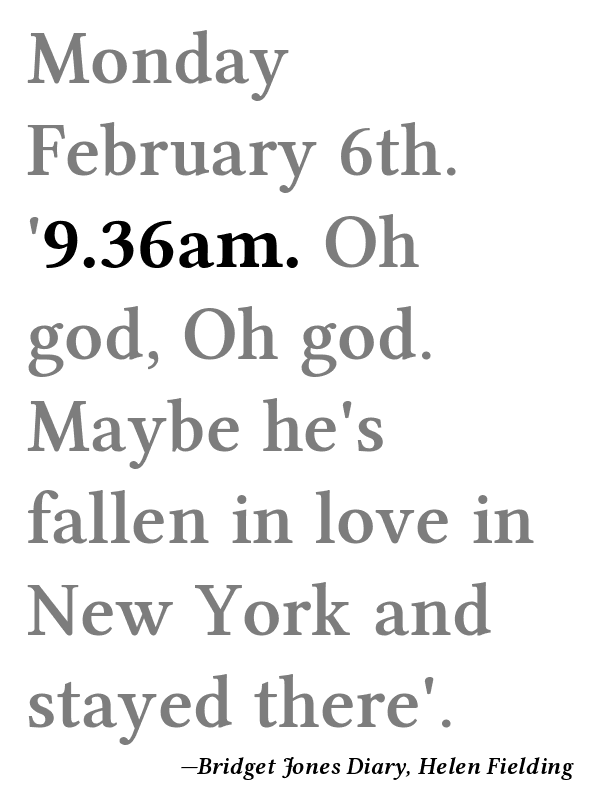 Monday
February 6th.
'9.36am. Oh
god, Oh god.
Maybe he's
fallen in love in
New York and
stayed there'.
—Bridget Jones Diary, Helen Fielding